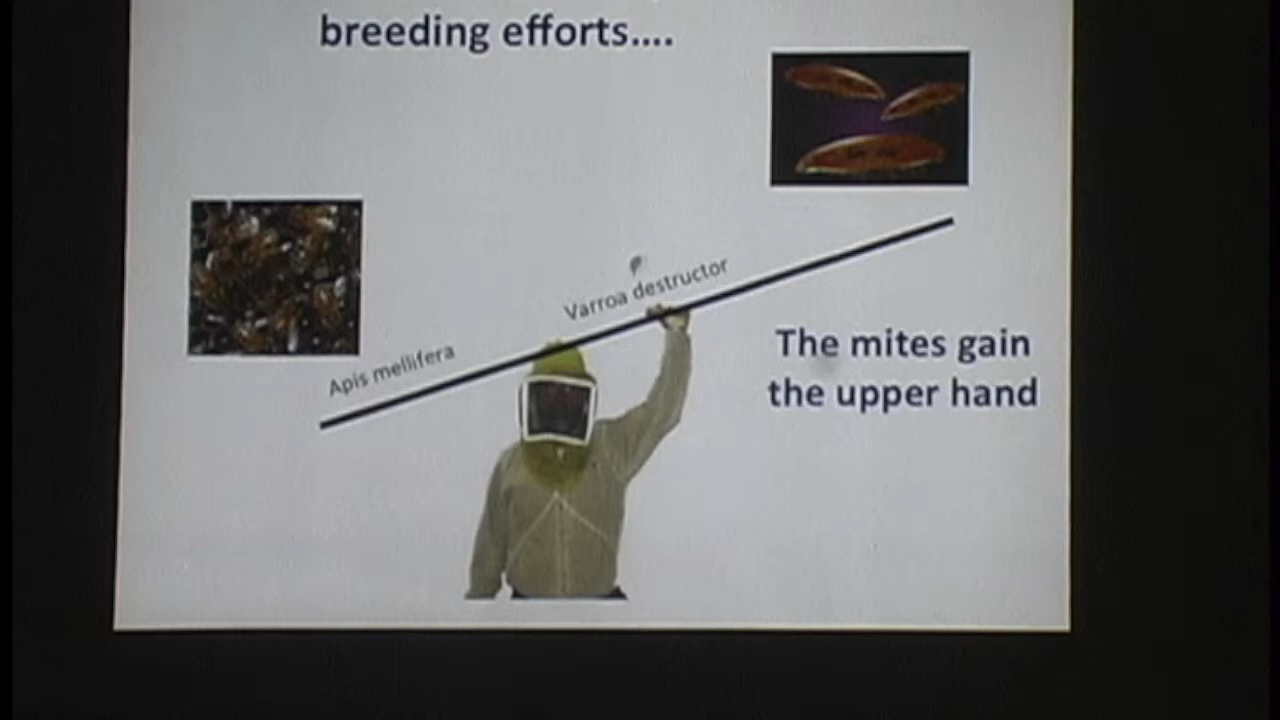 breeding efforts....
Varroa destructor
Apis mellifera
The mites gain
the upper hand